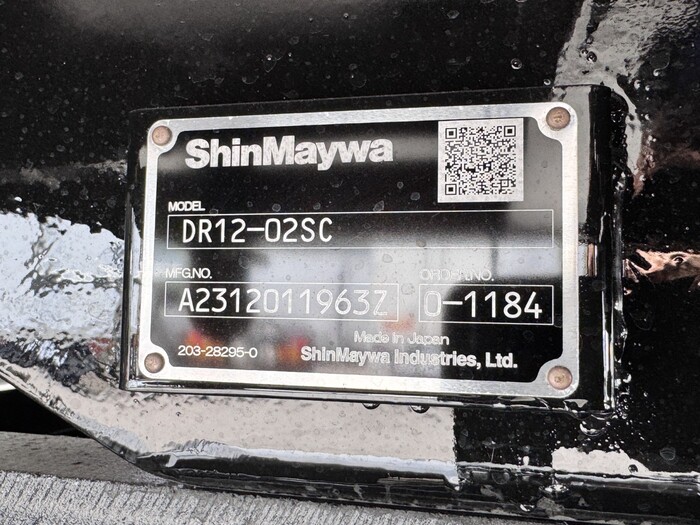 ShinMaywa
MODEL
DR12-02SC
MFG.NO.
ORDER.NO.
A2312011963Z
0-1184
Made in Japan
203-28295-0
ShinMaywa Industries, Ltd.